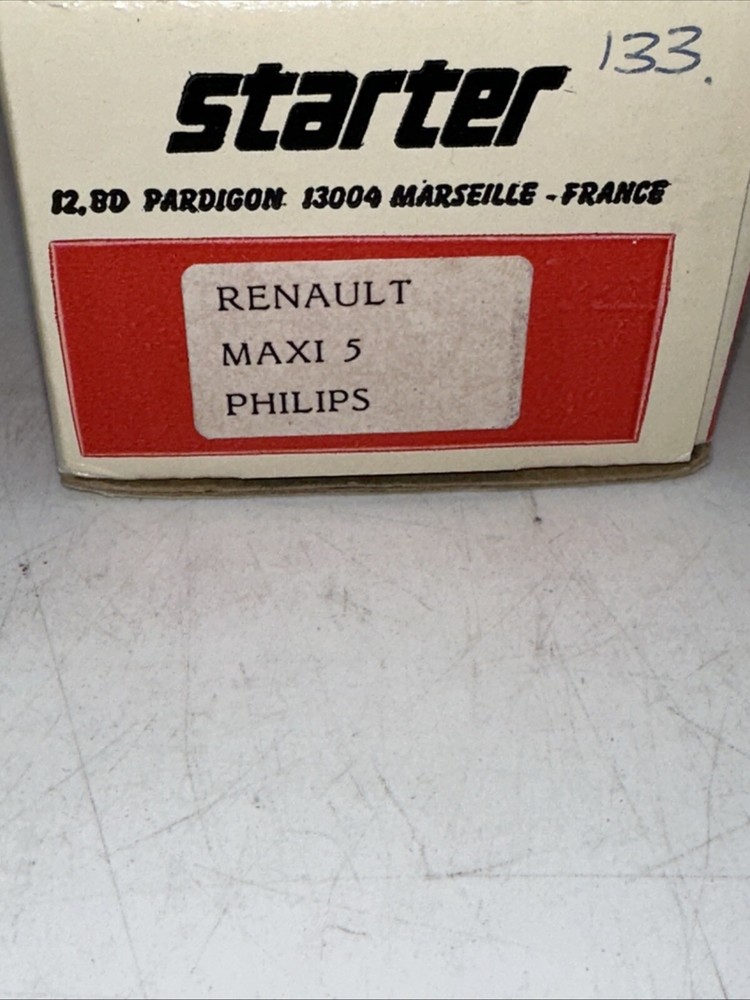 133.
starter
12, BD PARDIGON 13004 MARSEILLE - FRANCE
RENAULT
MAXI 5
PHILIPS